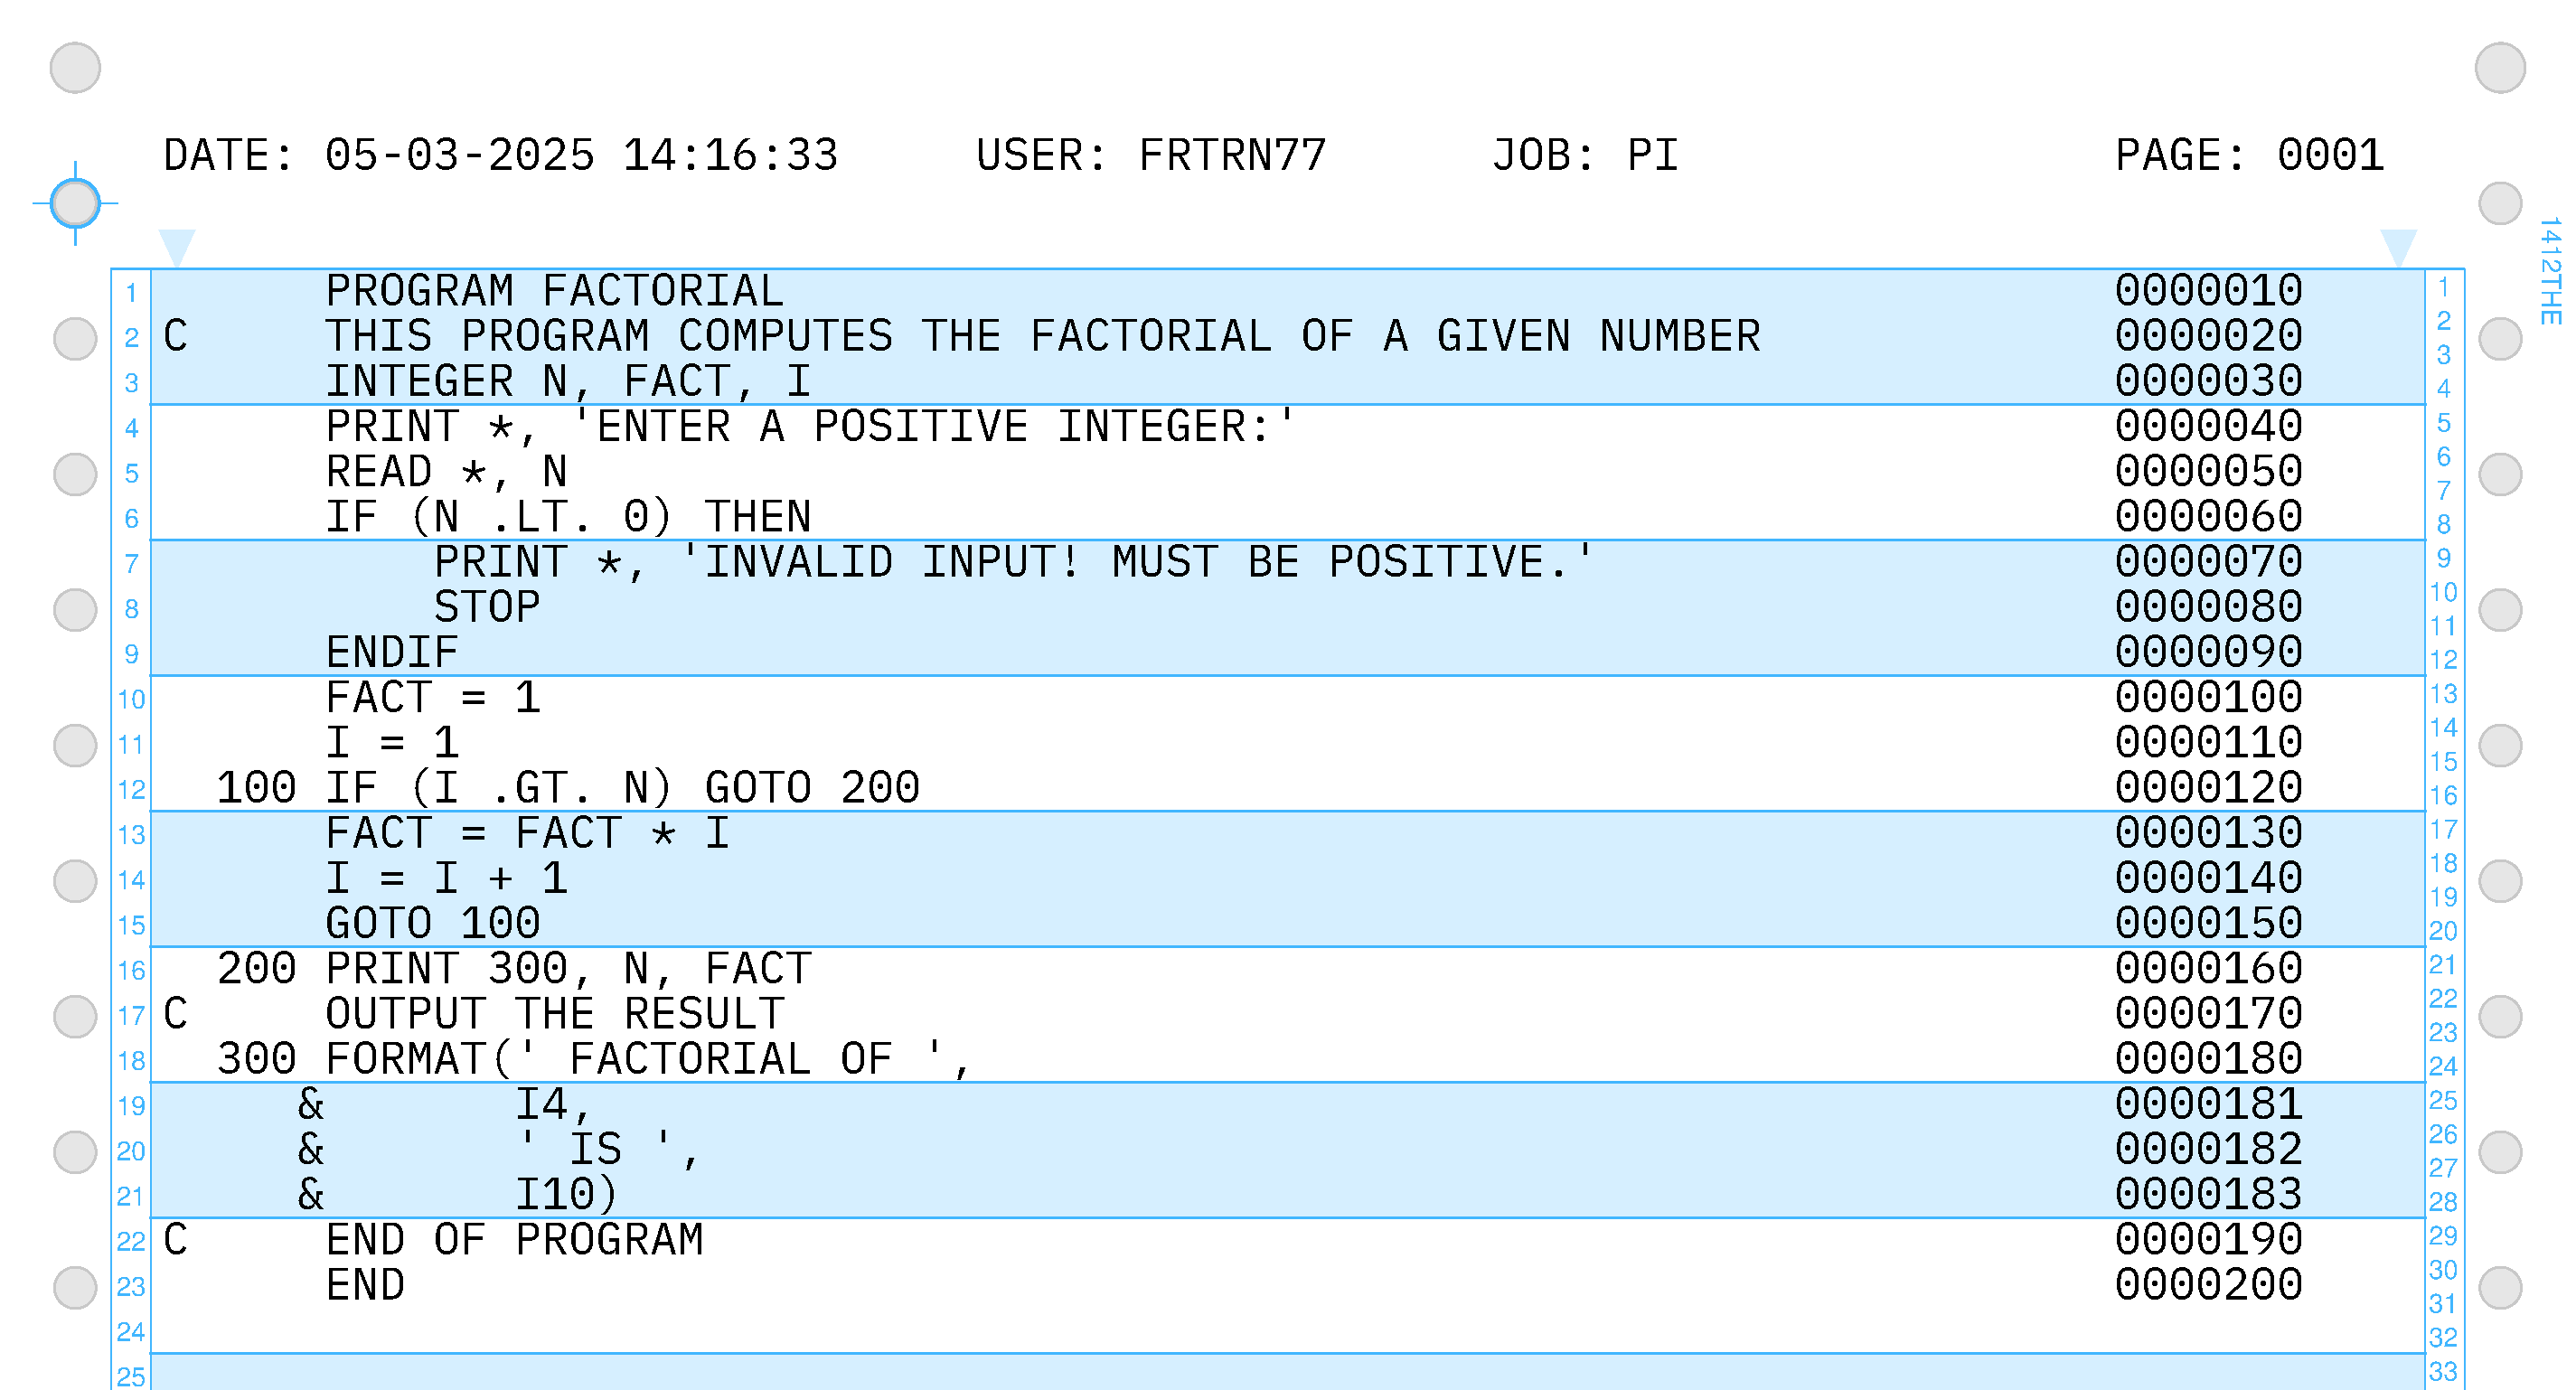 DATE: 05-03-2025 14:16:33     USER: FRTRN77      JOB: PI                PAGE: 0001
1412THE
1       PROGRAM FACTORIAL                                                 0000010 1
2 C     THIS PROGRAM COMPUTES THE FACTORIAL OF A GIVEN NUMBER             0000020 2
3       INTEGER N, FACT, I                                                0000030 3
4       PRINT *, 'ENTER A POSITIVE INTEGER:'                              0000040 4
5       READ *, N                                                         0000050 5
6       IF (N .LT. 0) THEN                                                0000060 6
7           PRINT *, 'INVALID INPUT! MUST BE POSITIVE.'                   0000070 7
8           STOP                                                          0000080 8
9       ENDIF                                                             0000090 9
10       FACT = 1                                                          0000100 10
11       I = 1                                                             0000110 11
12   100 IF (I .GT. N) GOTO 200                                            0000120 12
13       FACT = FACT * I                                                   0000130 13
14       I = I + 1                                                         0000140 14
15       GOTO 100                                                          0000150 15
16   200 PRINT 300, N, FACT                                                0000160 16
17 C     OUTPUT THE RESULT                                                 0000170 17
18   300 FORMAT(' FACTORIAL OF ',                                          0000180 18
19      &       I4,                                                        0000181 19
20      &       ' IS ',                                                    0000182 20
21      &       I10)                                                       0000183 21
22 C     END OF PROGRAM                                                    0000190 22
23       END                                                               0000200 23
24 24
25 25
26
27
28
29
30
31
32
33